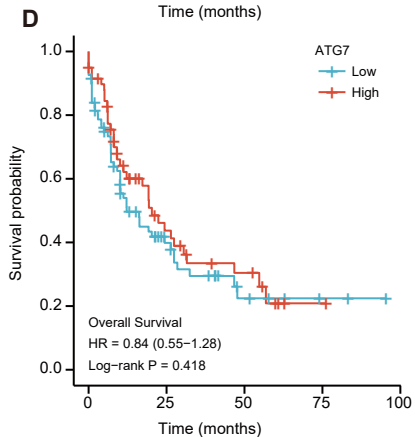 Time (months)
D
ATG7
Low
High
1.0
0.8
0.6
0.4
0.2
0.0
Survival probability
Overall Survival
HR = 0.84 (0.55−1.28)
Log−rank P = 0.418
0 25 50 75 100
Time (months)